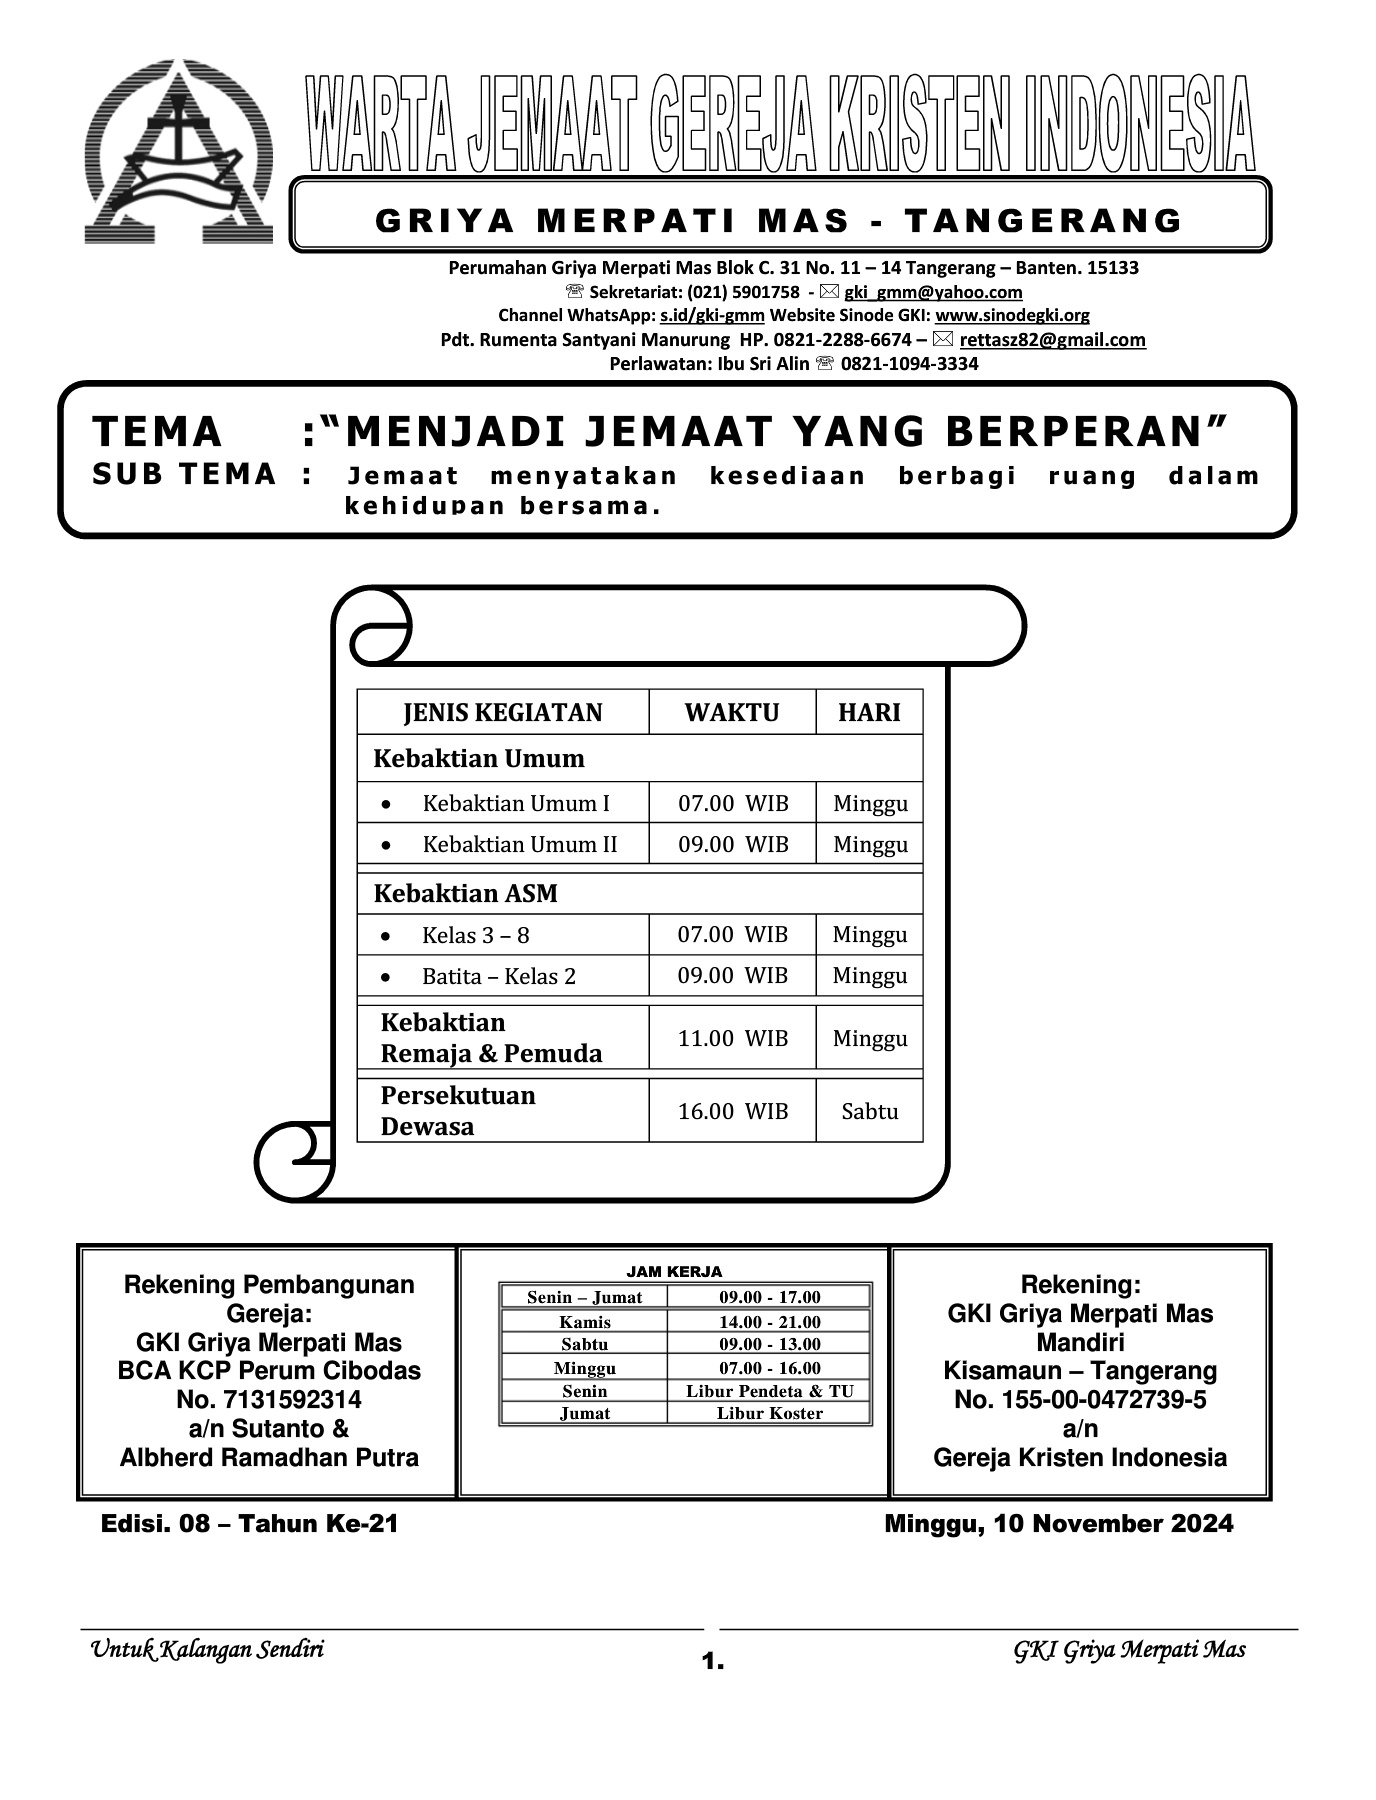 WARTA JEMAAT GEREJA KRISTEN INDONESIA
GRIYA MERPATI MAS - TANGERANG
Perumahan Griya Merpati Mas Blok C. 31 No. 11 – 14 Tangerang – Banten. 15133
☏ Sekretariat: (021) 5901758 - ✉ gki_gmm@yahoo.com
Channel WhatsApp: s.id/gki-gmm Website Sinode GKI: www.sinodegki.org
Pdt. Rumenta Santyani Manurung HP. 0821-2288-6674 – ✉ rettasz82@gmail.com
Perlawatan: Ibu Sri Alin ☏ 0821-1094-3334
TEMA :“MENJADI JEMAAT YANG BERPERAN”
SUB TEMA : Jemaat menyatakan kesediaan berbagi ruang dalam
kehidupan bersama.
JENIS KEGIATAN WAKTU HARI
Kebaktian Umum
• Kebaktian Umum I 07.00 WIB Minggu
• Kebaktian Umum II 09.00 WIB Minggu
Kebaktian ASM
• Kelas 3 – 8 07.00 WIB Minggu
• Batita – Kelas 2 09.00 WIB Minggu
Kebaktian
Remaja & Pemuda 11.00 WIB Minggu
Persekutuan
Dewasa 16.00 WIB Sabtu
Rekening Pembangunan
Gereja:
GKI Griya Merpati Mas
BCA KCP Perum Cibodas
No. 7131592314
a/n Sutanto &
Albherd Ramadhan Putra
JAM KERJA
Senin – Jumat 09.00 - 17.00
Kamis 14.00 - 21.00
Sabtu 09.00 - 13.00
Minggu 07.00 - 16.00
Senin Libur Pendeta & TU
Jumat Libur Koster
Rekening:
GKI Griya Merpati Mas
Mandiri
Kisamaun – Tangerang
No. 155-00-0472739-5
a/n
Gereja Kristen Indonesia
Edisi. 08 – Tahun Ke-21 Minggu, 10 November 2024
Untuk Kalangan Sendiri GKI Griya Merpati Mas
1.